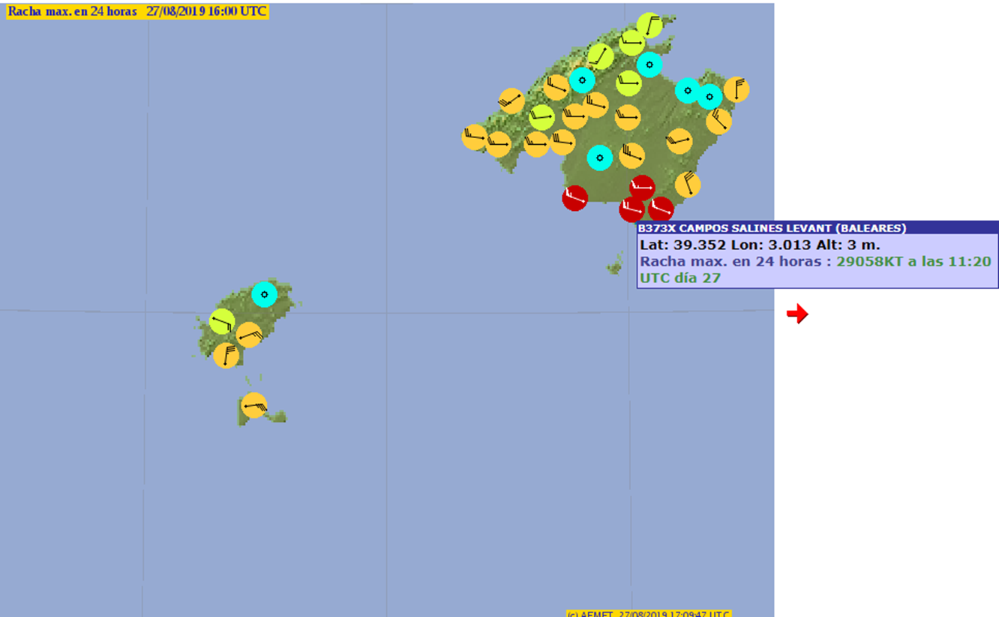 Racha max. en 24 horas 27/08/2019 16:00 UTC
B373X CAMPOS SALINES LEVANT (BALEARES)
Lat: 39.352 Lon: 3.013 Alt: 3 m.
Racha max. en 24 horas : 29058KT a las 11:20
UTC día 27
(c) AEMET 27/08/2019 17:09:47 UTC